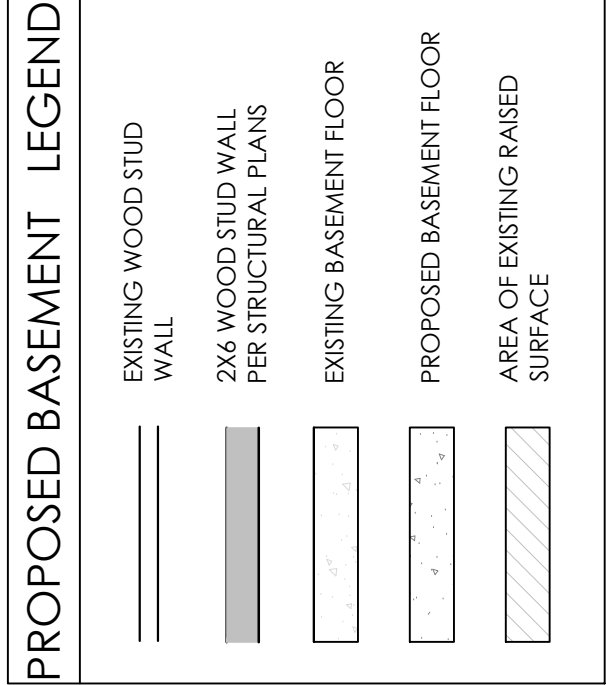 PROPOSED BASEMENT LEGEND
EXISTING WOOD STUD
WALL
2X6 WOOD STUD WALL
PER STRUCTURAL PLANS
EXISTING BASEMENT FLOOR
PROPOSED BASEMENT FLOOR
AREA OF EXISTING RAISED
SURFACE